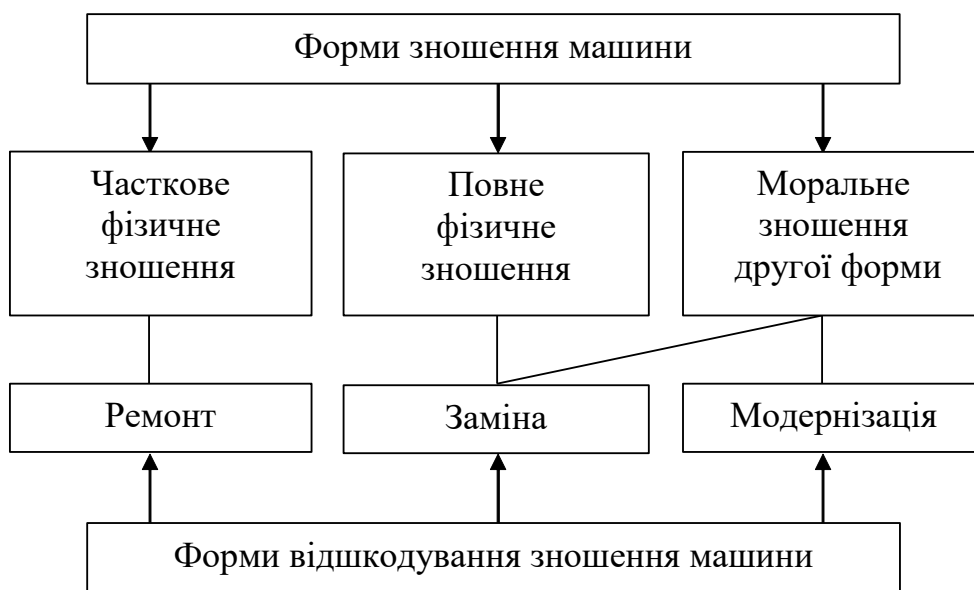 Форми зношення машини
Часткове
фізичне
зношення
Повне
фізичне
зношення
Моральне
зношення
другої форми
Ремонт
Заміна
Модернізація
Форми відшкодування зношення машини